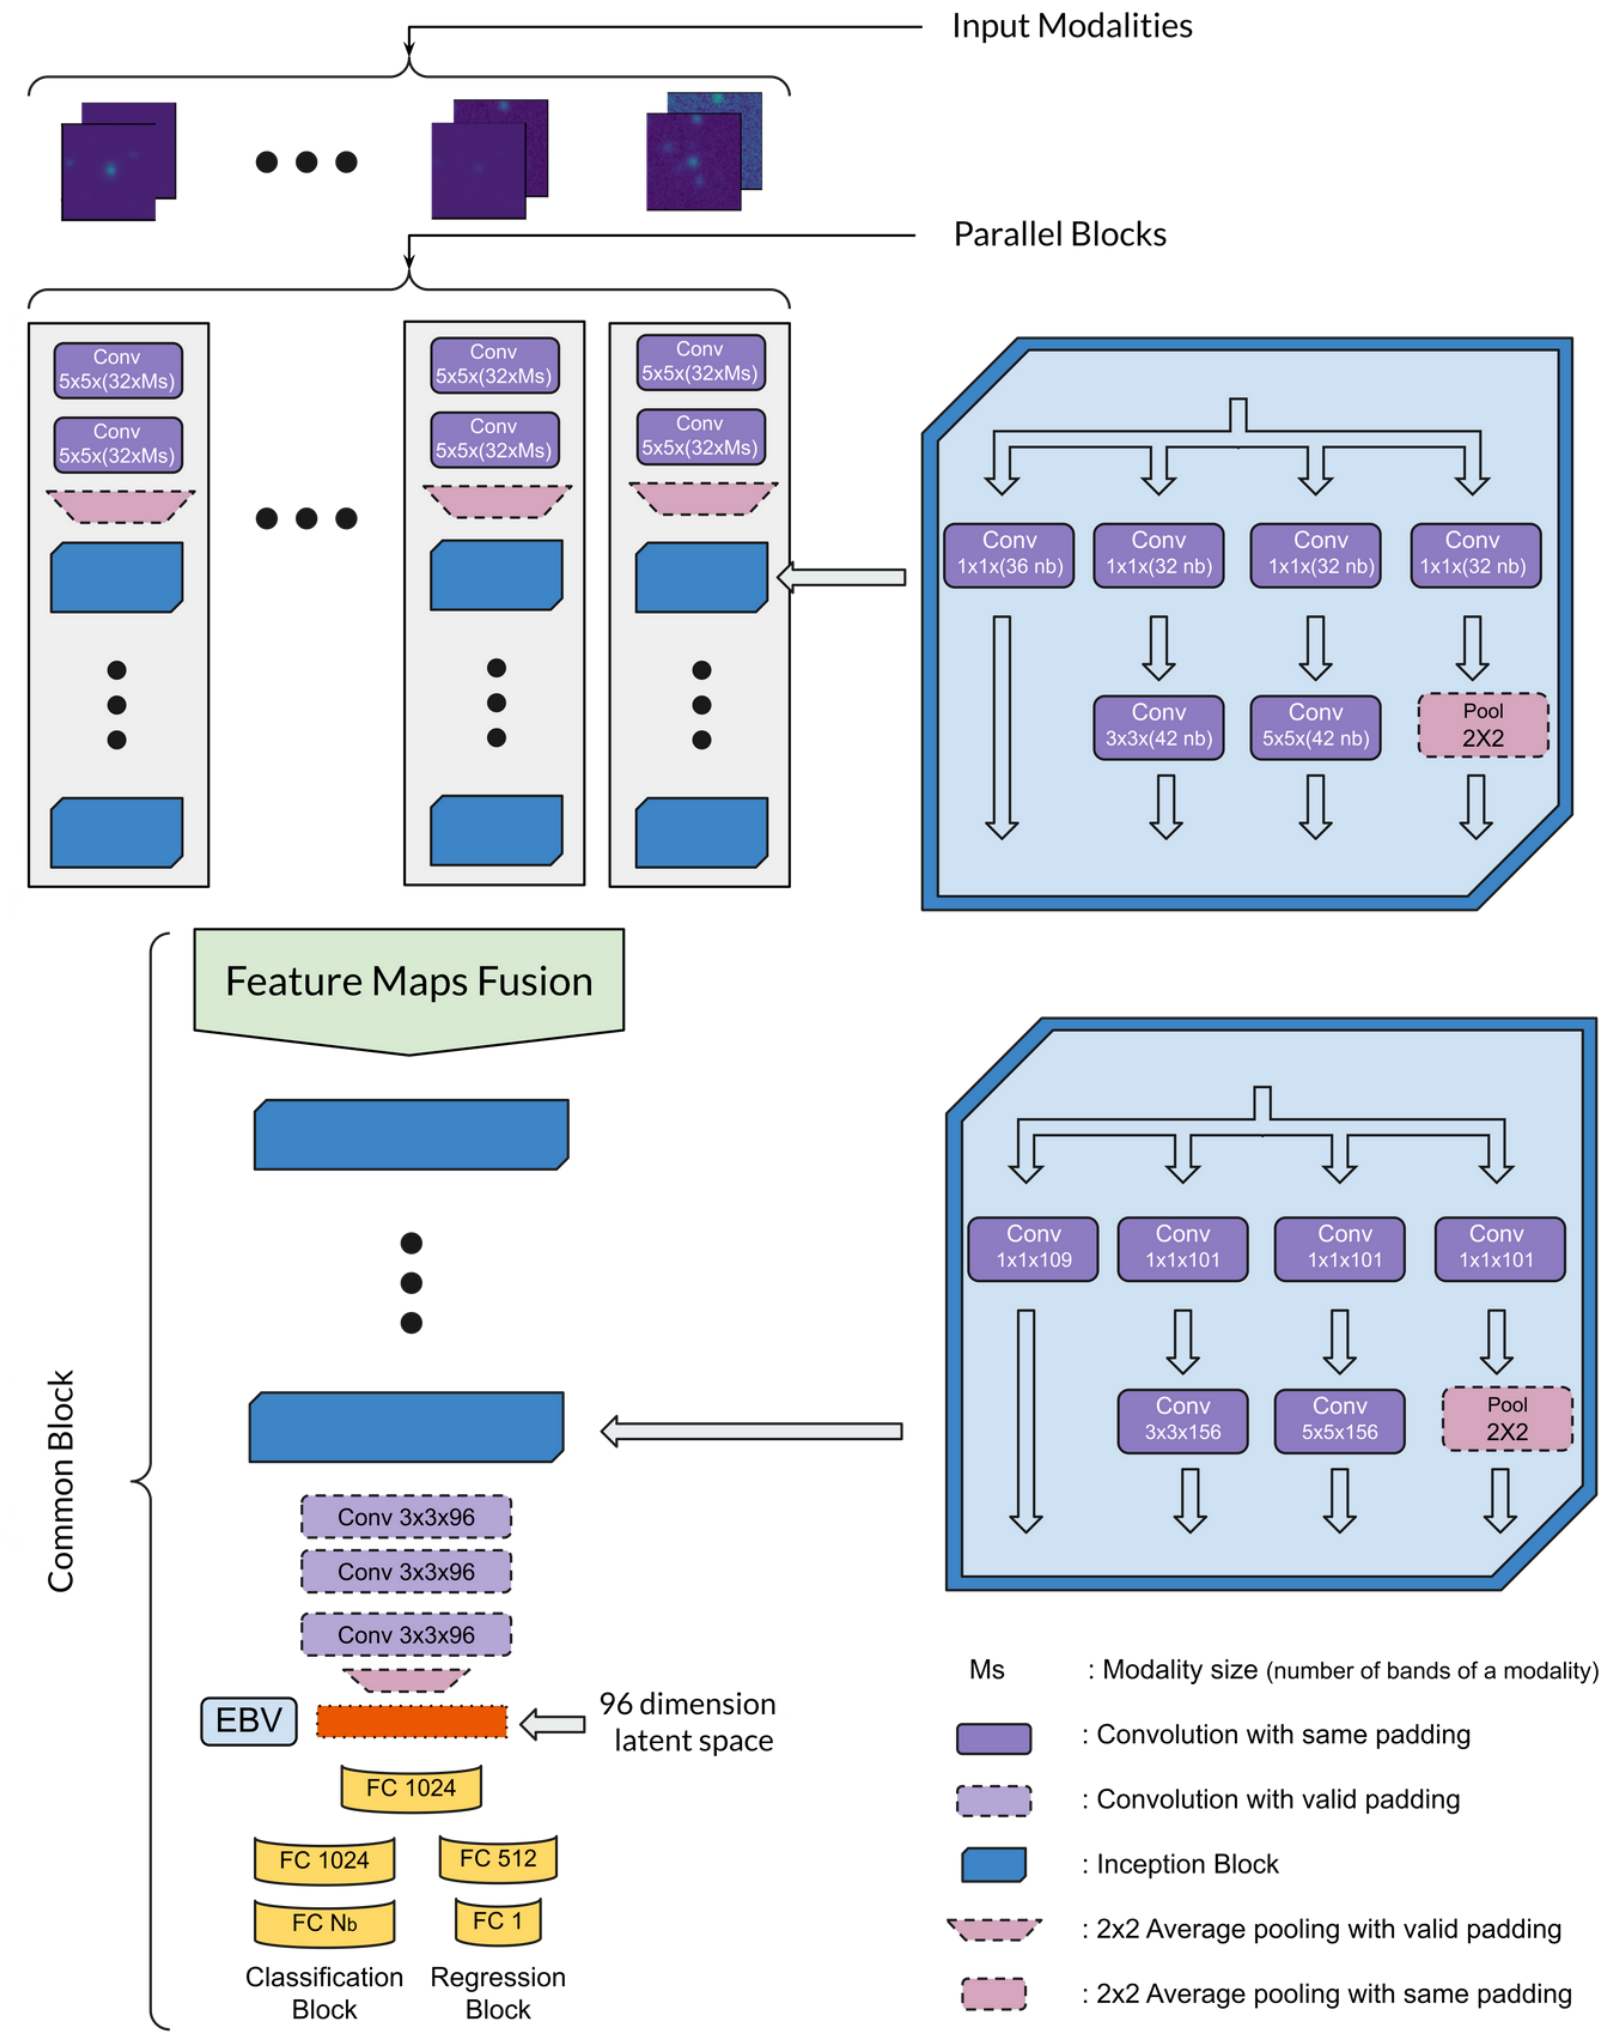 Input Modalities
Parallel Blocks
Conv
5x5x(32xMs)
Conv
5x5x(32xMs)
Conv
5x5x(32xMs)
Conv
5x5x(32xMs)
Conv
5x5x(32xMs)
Conv
5x5x(32xMs)
Conv
1x1x(36 nb)
Conv
1x1x(32 nb)
Conv
1x1x(32 nb)
Conv
1x1x(32 nb)
Conv
3x3x(42 nb)
Conv
5x5x(42 nb)
Pool
2X2
Feature Maps Fusion
Common Block
Conv
1x1x109
Conv
1x1x101
Conv
1x1x101
Conv
1x1x101
Conv
3x3x156
Conv
5x5x156
Pool
2X2
Conv 3x3x96
Conv 3x3x96
Conv 3x3x96
EBV
96 dimension
latent space
FC 1024
FC 1024
FC 512
FC Nb
FC 1
Classification
Block
Regression
Block
Ms : Modality size (number of bands of a modality)
: Convolution with same padding
: Convolution with valid padding
: Inception Block
: 2x2 Average pooling with valid padding
: 2x2 Average pooling with same padding